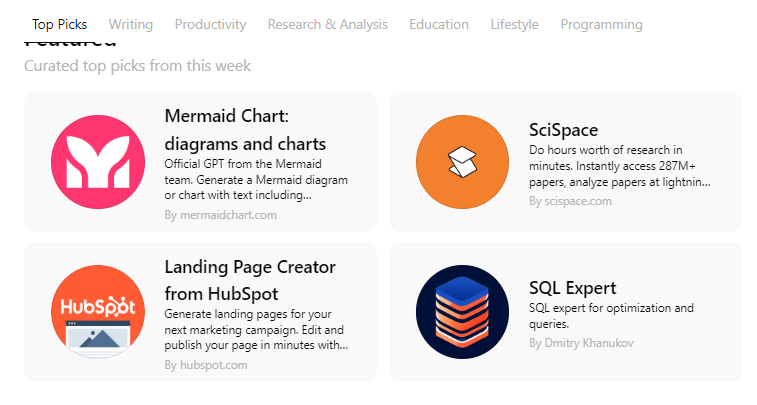 Top Picks Writing Productivity Research & Analysis Education Lifestyle Programming
Featured
Curated top picks from this week
Mermaid Chart:
diagrams and charts
Official GPT from the Mermaid
team. Generate a Mermaid diagram
or chart with text including...
By mermaidchart.com
SciSpace
Do hours worth of research in
minutes. Instantly access 287M+
papers, analyze papers at lightnin...
By scispace.com
HubSpot
Landing Page Creator
from HubSpot
Generate landing pages for your
next marketing campaign. Edit and
publish your page in minutes with...
By hubspot.com
SQL Expert
SQL expert for optimization and
queries.
By Dmitry Khanukov